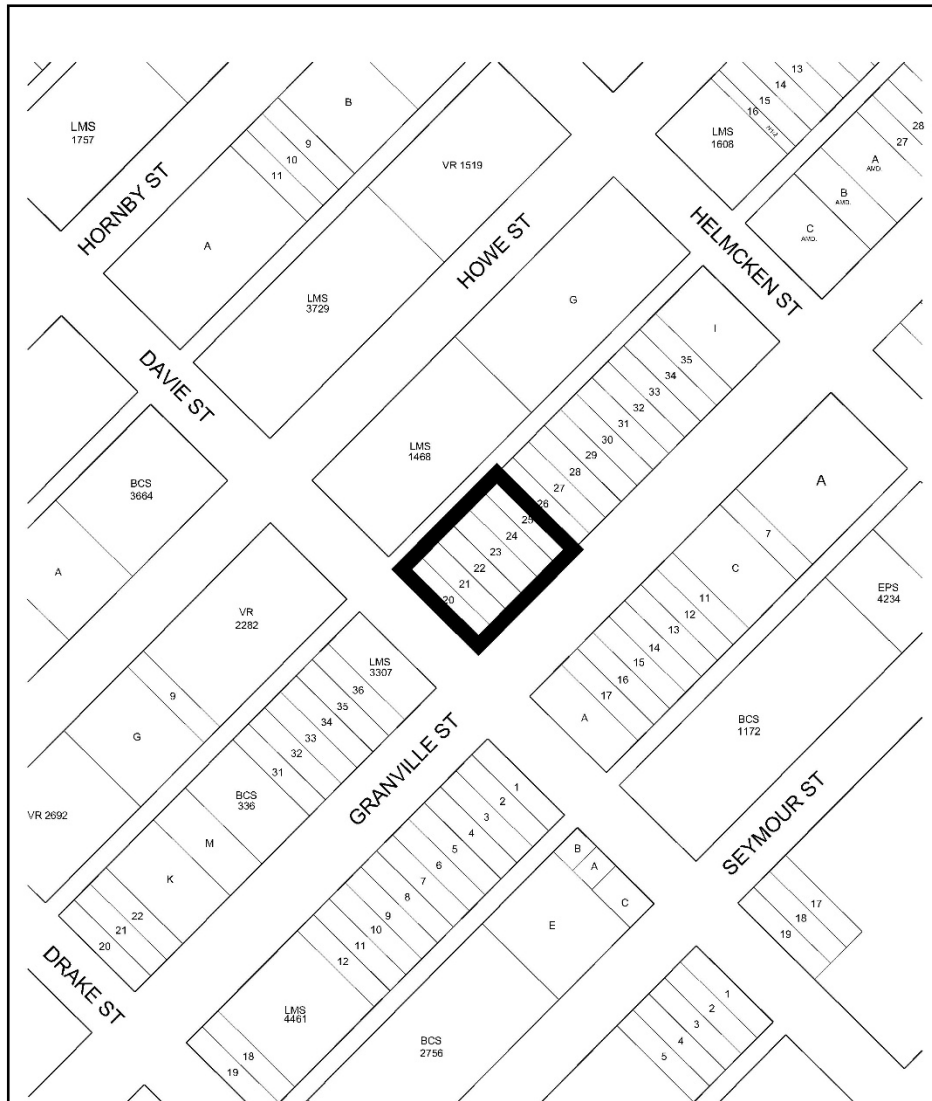 LMS
1757
B
9
10
11
A
HORNBY ST
VR 1519
LMS
3729
HOWE ST
13
14
15
16
LMS
1608
28
27
A
AMD.
B
AMD.
C
AMD.
HELMCKEN ST
DAVIE ST
G
LMS
1468
I
35
34
33
32
31
30
29
28
27
26
25
24
23
22
21
20
BCS
3664
A
A
7
C
11
12
13
14
15
16
17
A
EPS
4234
BCS
1172
VR
2282
9
G
VR 2692
LMS
3307
36
35
34
33
32
31
BCS
336
M
K
22
21
20
GRANVILLE ST
DRAKE ST
1
2
3
4
5
6
7
8
9
10
11
12
LMS
4461
18
19
B
A
C
E
BCS
2756
SEYMOUR ST
17
18
19
1
2
3
4
5